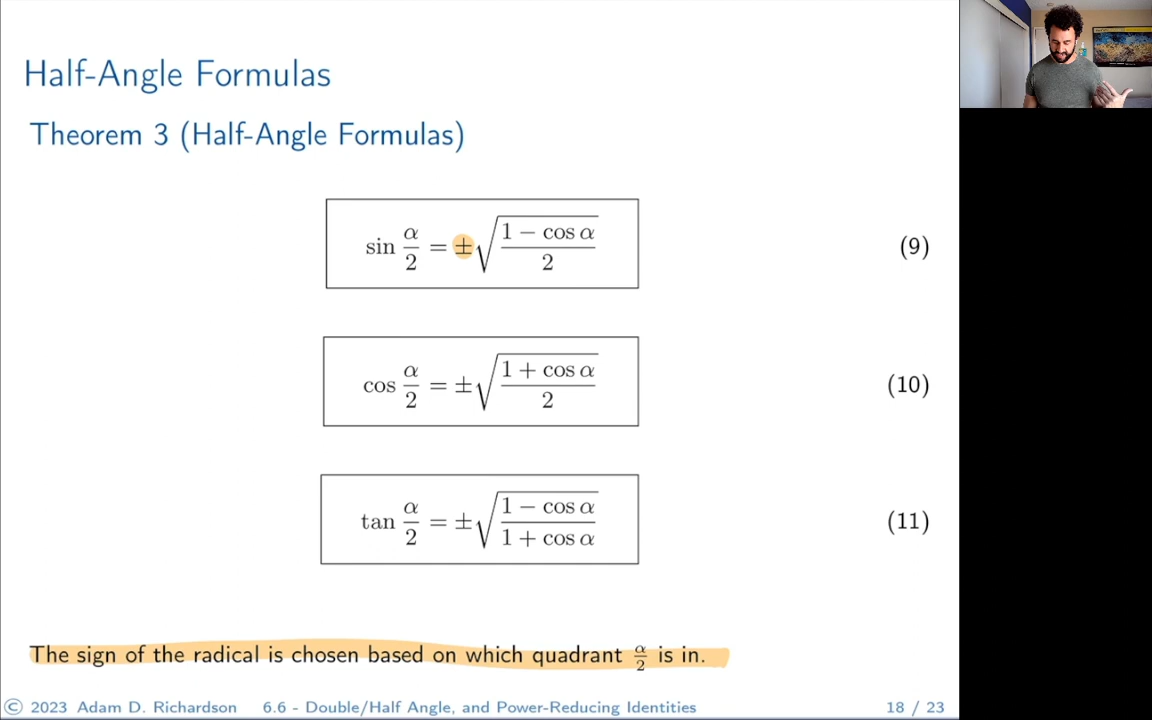 Half-Angle Formulas
Theorem 3 (Half-Angle Formulas)
sin α/2 = ±√((1 − cos α)/2) (9)
cos α/2 = ±√((1 + cos α)/2) (10)
tan α/2 = ±√((1 − cos α)/(1 + cos α)) (11)
The sign of the radical is chosen based on which quadrant α/2 is in.
© 2023 Adam D. Richardson 6.6 - Double/Half Angle, and Power-Reducing Identities 18 / 23